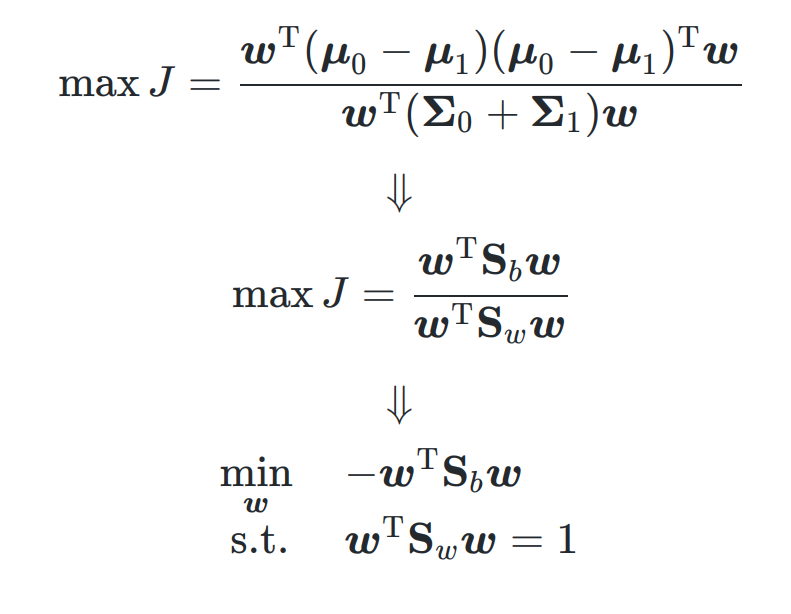 $\max J = \dfrac{\boldsymbol{w}^{\mathrm{T}}(\boldsymbol{\mu}_0 - \boldsymbol{\mu}_1)(\boldsymbol{\mu}_0 - \boldsymbol{\mu}_1)^{\mathrm{T}}\boldsymbol{w}}{\boldsymbol{w}^{\mathrm{T}}(\boldsymbol{\Sigma}_0 + \boldsymbol{\Sigma}_1)\boldsymbol{w}}$
$\Downarrow$
$\max J = \dfrac{\boldsymbol{w}^{\mathrm{T}}\mathbf{S}_b\boldsymbol{w}}{\boldsymbol{w}^{\mathrm{T}}\mathbf{S}_w\boldsymbol{w}}$
$\Downarrow$
$\min_{\boldsymbol{w}} \quad -\boldsymbol{w}^{\mathrm{T}}\mathbf{S}_b\boldsymbol{w}$
$\text{s.t.} \quad \boldsymbol{w}^{\mathrm{T}}\mathbf{S}_w\boldsymbol{w} = 1$